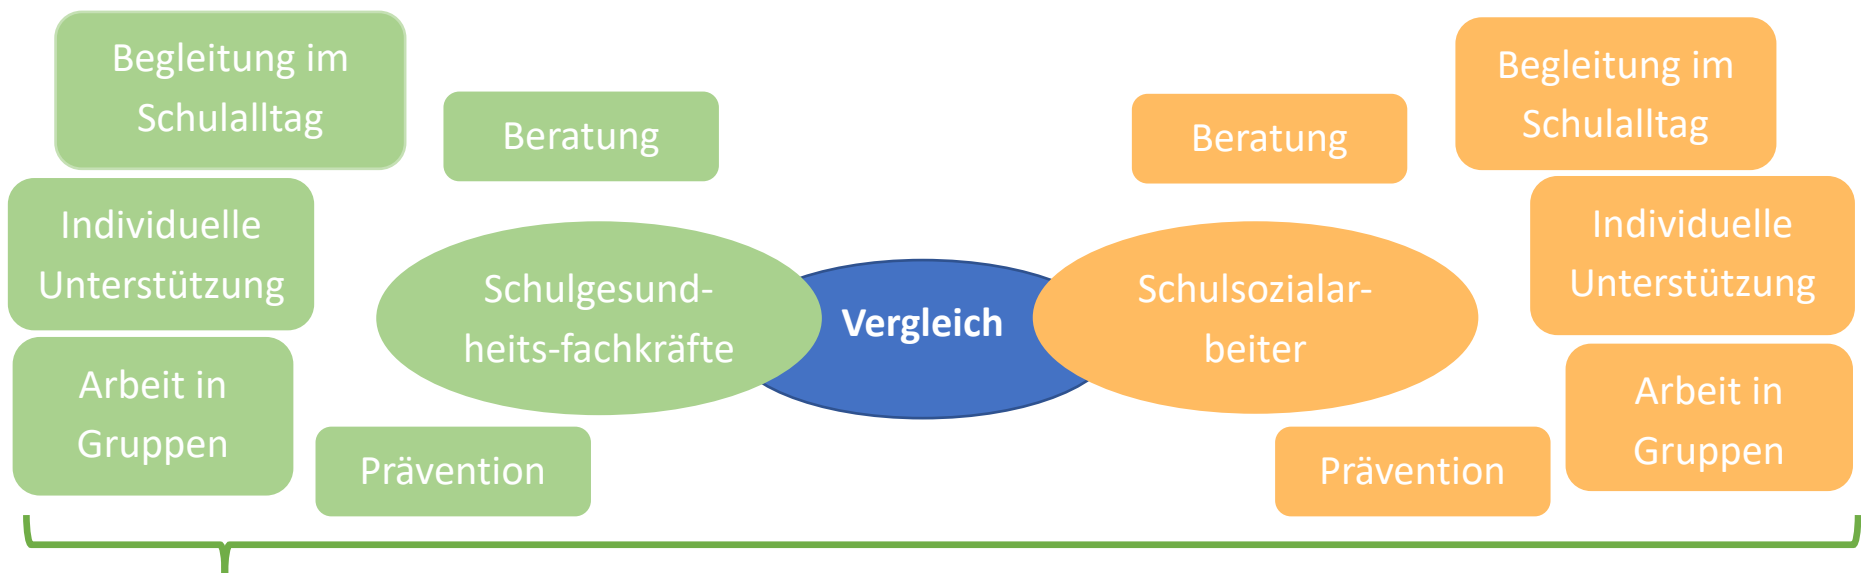 Begleitung im
Schulalltag
Beratung
Individuelle
Unterstützung
Arbeit in
Gruppen
Prävention
Schulgesund-
heits-fachkräfte
Vergleich
Schulsozialar-
beiter
Beratung
Begleitung im
Schulalltag
Individuelle
Unterstützung
Arbeit in
Gruppen
Prävention